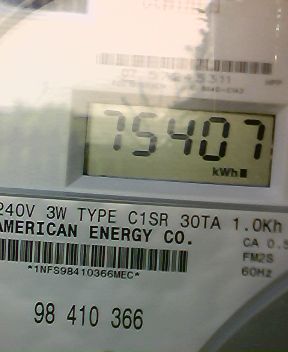 75407
kWh
240V 3W TYPE C1SR 30TA 1.0Kh
AMERICAN ENERGY CO.
CA 0.5
*1NFS98410366MEC*
FM2S
60Hz
98 410 366